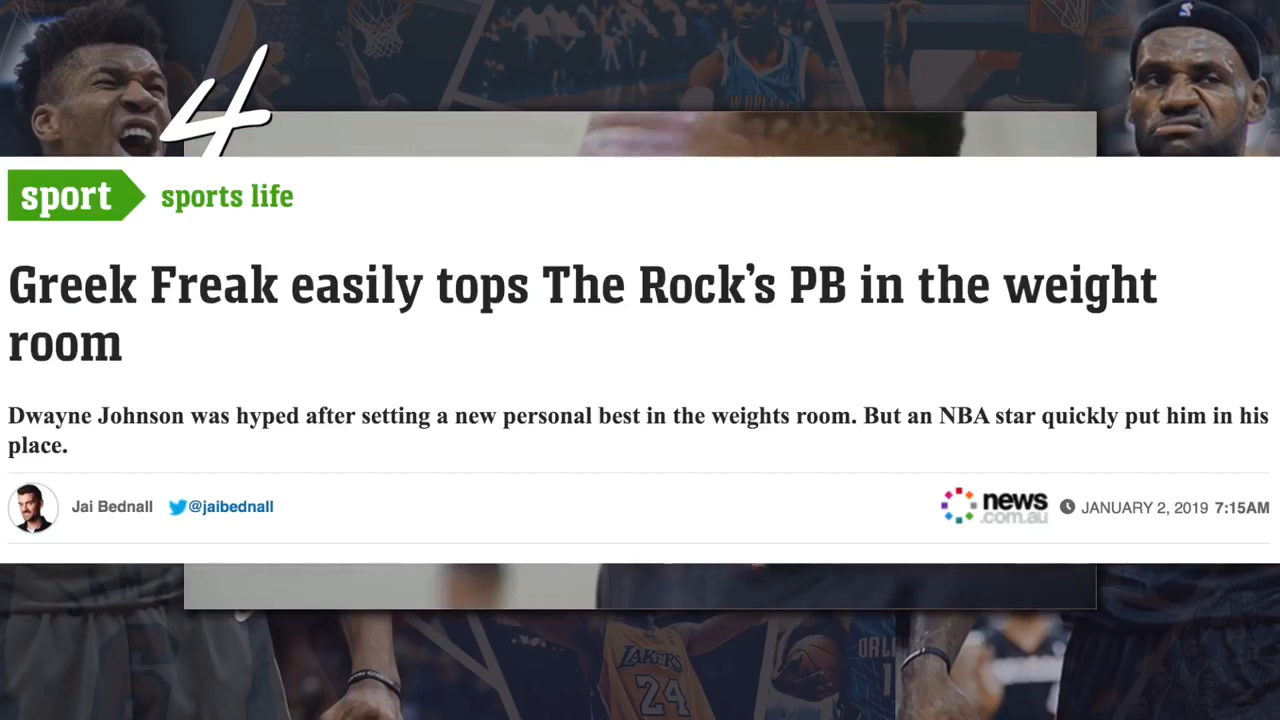 4
sport sports life
Greek Freak easily tops The Rock's PB in the weight
room
Dwayne Johnson was hyped after setting a new personal best in the weights room. But an NBA star quickly put him in his
place.
Jai Bednall @jaibednall news.com.au JANUARY 2, 2019 7:15AM
LAKERS
24